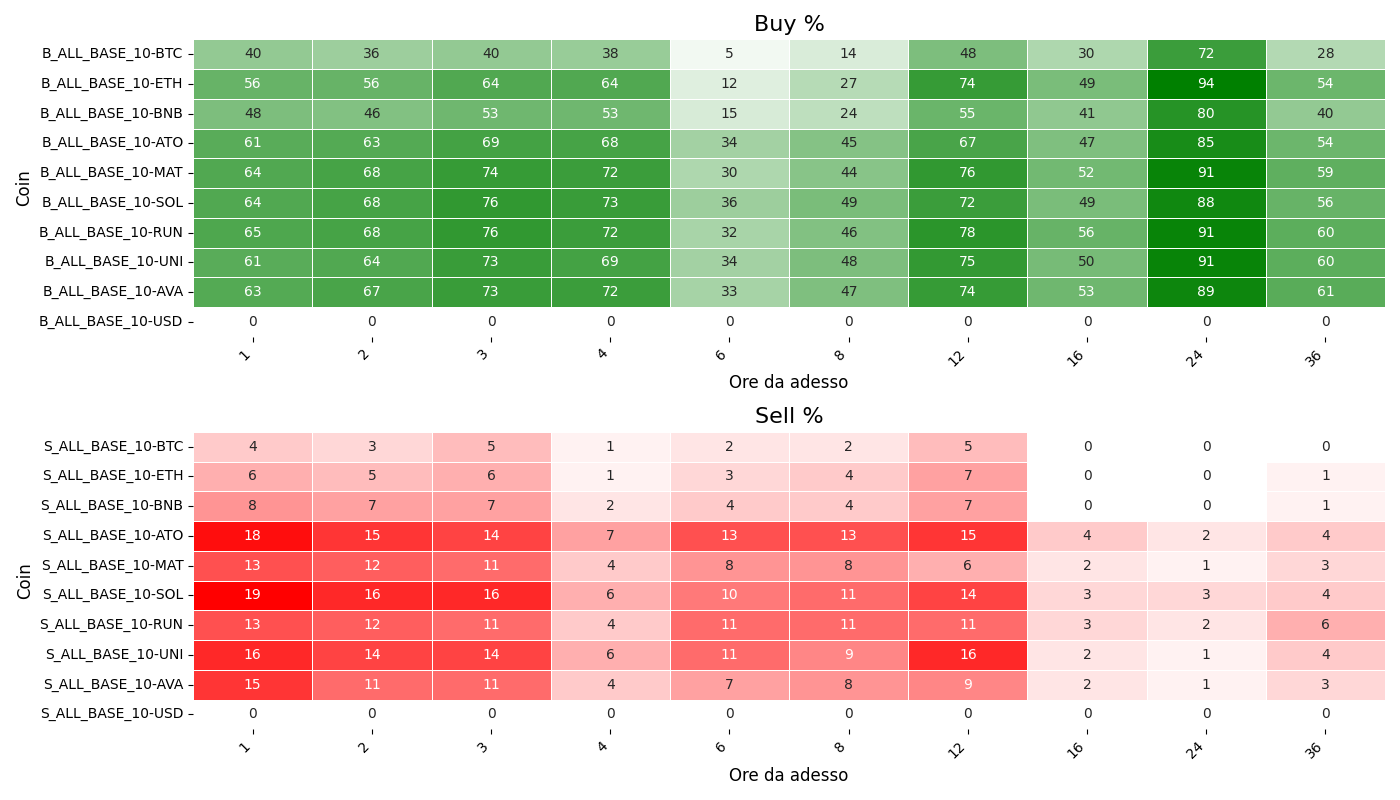 Buy %
Coin
B_ALL_BASE_10-BTC 40 36 40 38 5 14 48 30 72 28
B_ALL_BASE_10-ETH 56 56 64 64 12 27 74 49 94 54
B_ALL_BASE_10-BNB 48 46 53 53 15 24 55 41 80 40
B_ALL_BASE_10-ATO 61 63 69 68 34 45 67 47 85 54
B_ALL_BASE_10-MAT 64 68 74 72 30 44 76 52 91 59
B_ALL_BASE_10-SOL 64 68 76 73 36 49 72 49 88 56
B_ALL_BASE_10-RUN 65 68 76 72 32 46 78 56 91 60
B_ALL_BASE_10-UNI 61 64 73 69 34 48 75 50 91 60
B_ALL_BASE_10-AVA 63 67 73 72 33 47 74 53 89 61
B_ALL_BASE_10-USD 0 0 0 0 0 0 0 0 0 0
1 2 3 4 6 8 12 16 24 36
Ore da adesso
Sell %
Coin
S_ALL_BASE_10-BTC 4 3 5 1 2 2 5 0 0 0
S_ALL_BASE_10-ETH 6 5 6 1 3 4 7 0 0 1
S_ALL_BASE_10-BNB 8 7 7 2 4 4 7 0 0 1
S_ALL_BASE_10-ATO 18 15 14 7 13 13 15 4 2 4
S_ALL_BASE_10-MAT 13 12 11 4 8 8 6 2 1 3
S_ALL_BASE_10-SOL 19 16 16 6 10 11 14 3 3 4
S_ALL_BASE_10-RUN 13 12 11 4 11 11 11 3 2 6
S_ALL_BASE_10-UNI 16 14 14 6 11 9 16 2 1 4
S_ALL_BASE_10-AVA 15 11 11 4 7 8 9 2 1 3
S_ALL_BASE_10-USD 0 0 0 0 0 0 0 0 0 0
1 2 3 4 6 8 12 16 24 36
Ore da adesso